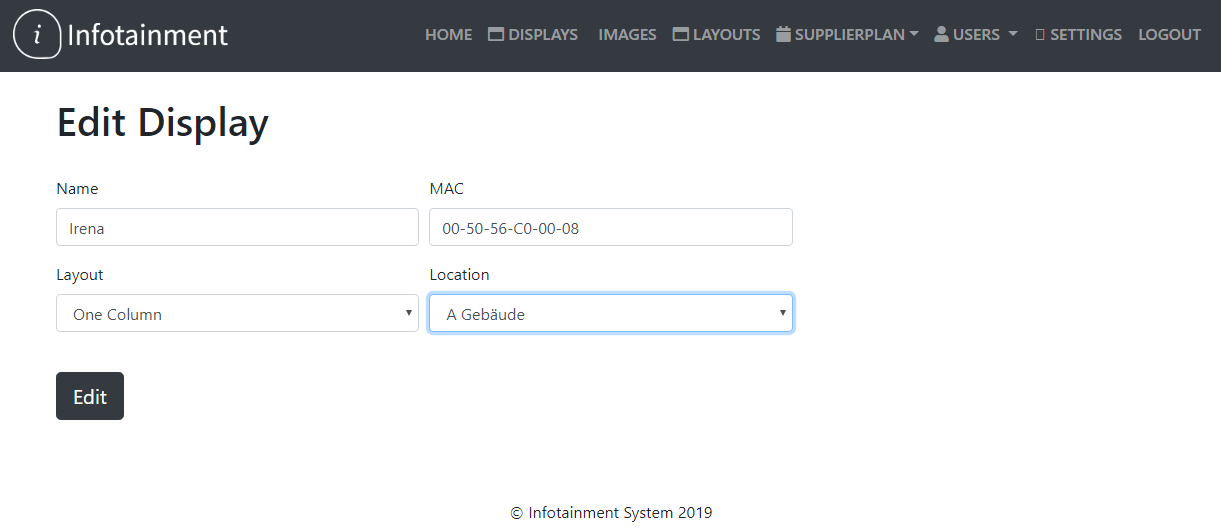 i Infotainment HOME DISPLAYS IMAGES LAYOUTS SUPPLIERPLAN USERS SETTINGS LOGOUT
Edit Display
Name MAC
Irena 00-50-56-C0-00-08
Layout Location
One Column A Gebäude
Edit
© Infotainment System 2019